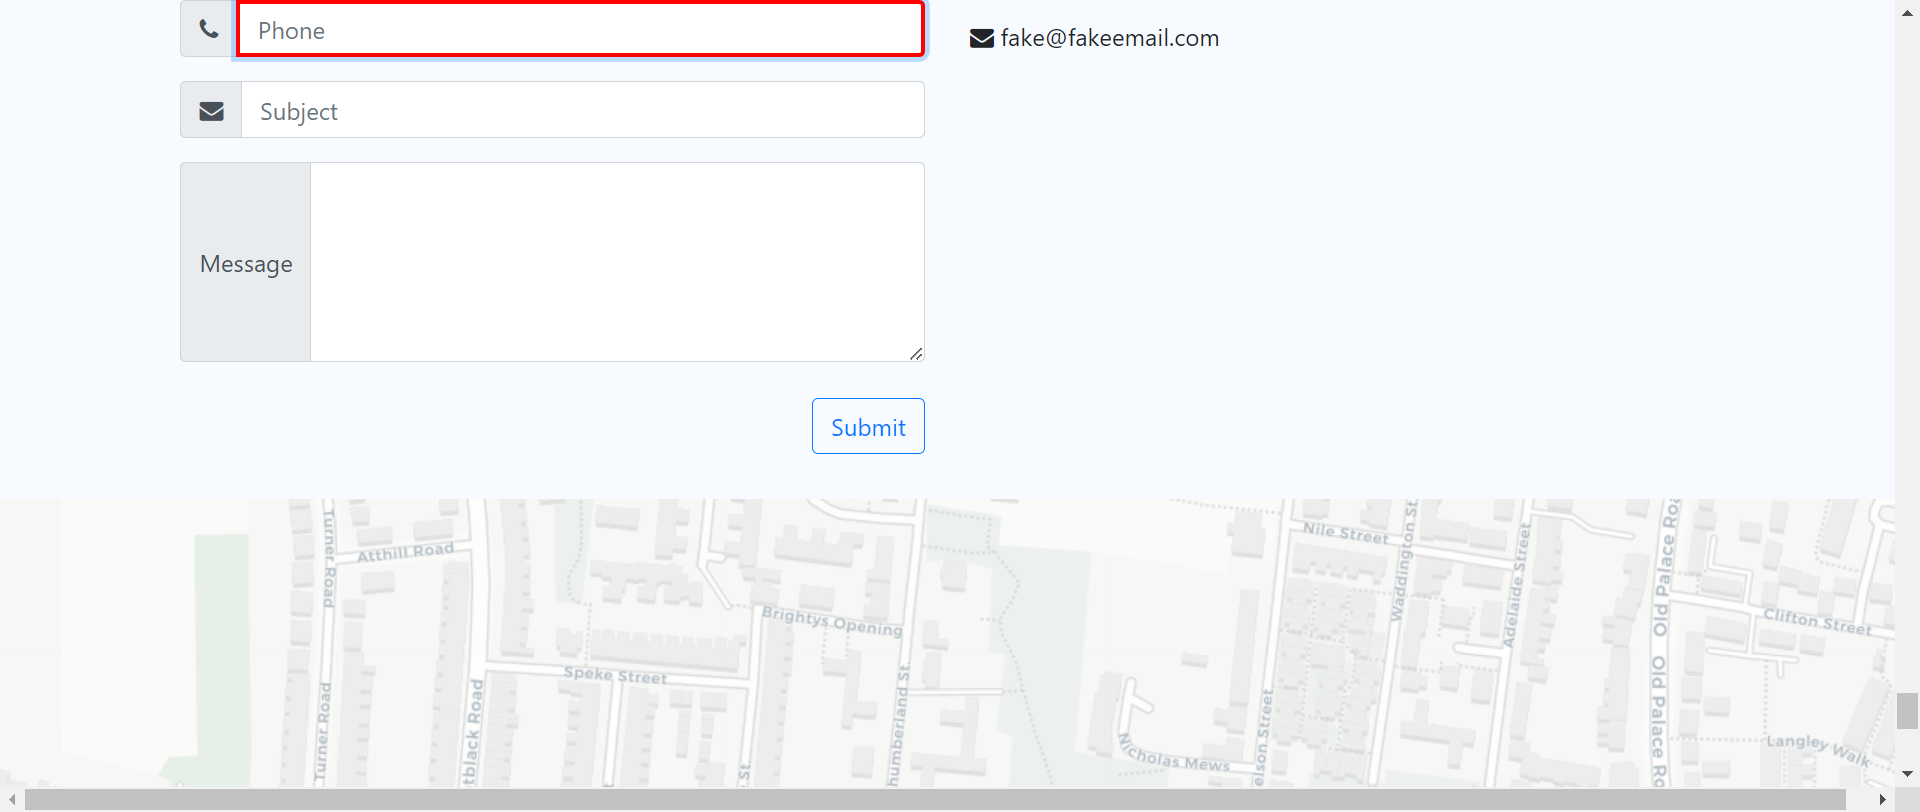 Phone
fake@fakeemail.com
Subject
Message
Submit
Turner Road
Atthill Road
Nile Street
Waddington St.
Adelaide Street
Old Palace Ro
Brightys Opening
Clifton Street
Speke Street
Turner Road
tblack Road
St.
humberland St.
Nicholas Mews
elson Street
Old Palace Ro
Langley Walk